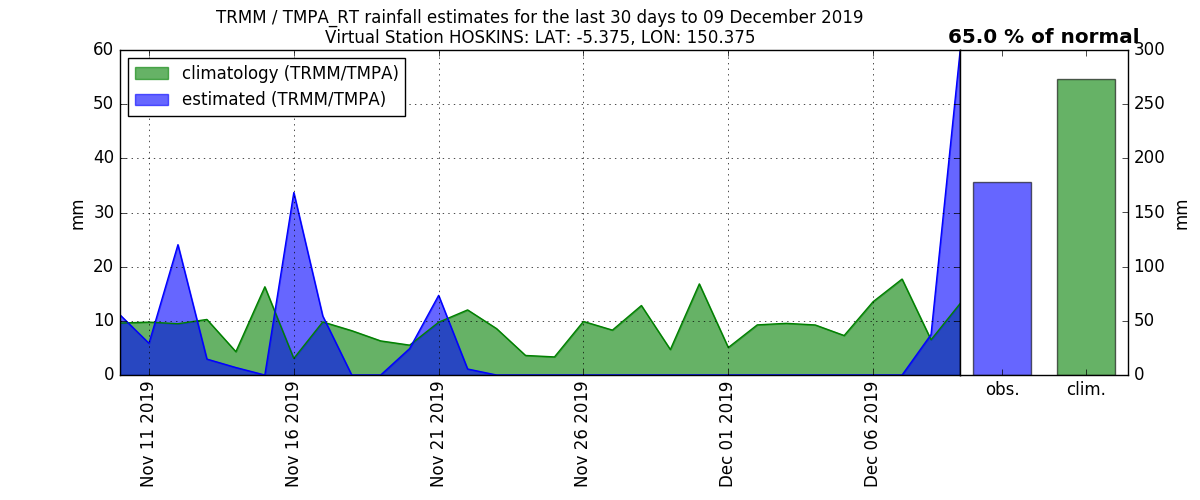 TRMM / TMPA_RT rainfall estimates for the last 30 days to 09 December 2019
Virtual Station HOSKINS: LAT: -5.375, LON: 150.375
65.0 % of normal
climatology (TRMM/TMPA)
estimated (TRMM/TMPA)
60
50
40
30
20
10
0
mm
300
250
200
150
100
50
0
mm
Nov 11 2019
Nov 16 2019
Nov 21 2019
Nov 26 2019
Dec 01 2019
Dec 06 2019
obs.
clim.